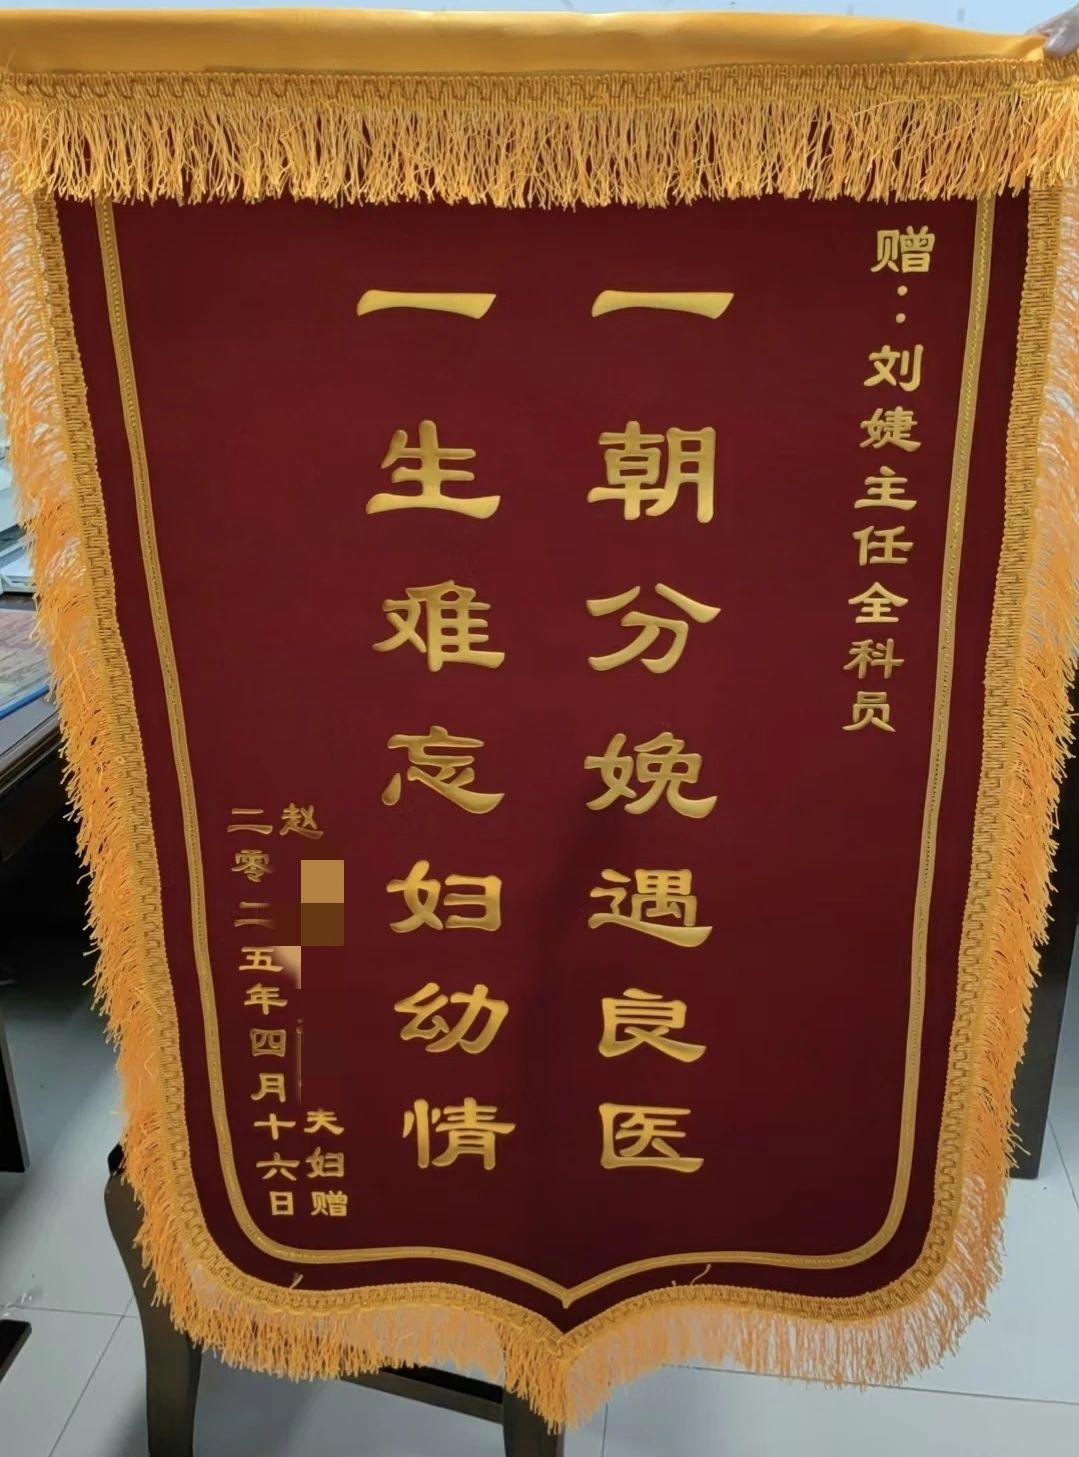 赠：刘婕主任全科员
一朝分娩遇良医
一生难忘妇幼情
赵夫妇赠
二零二五年四月十六日